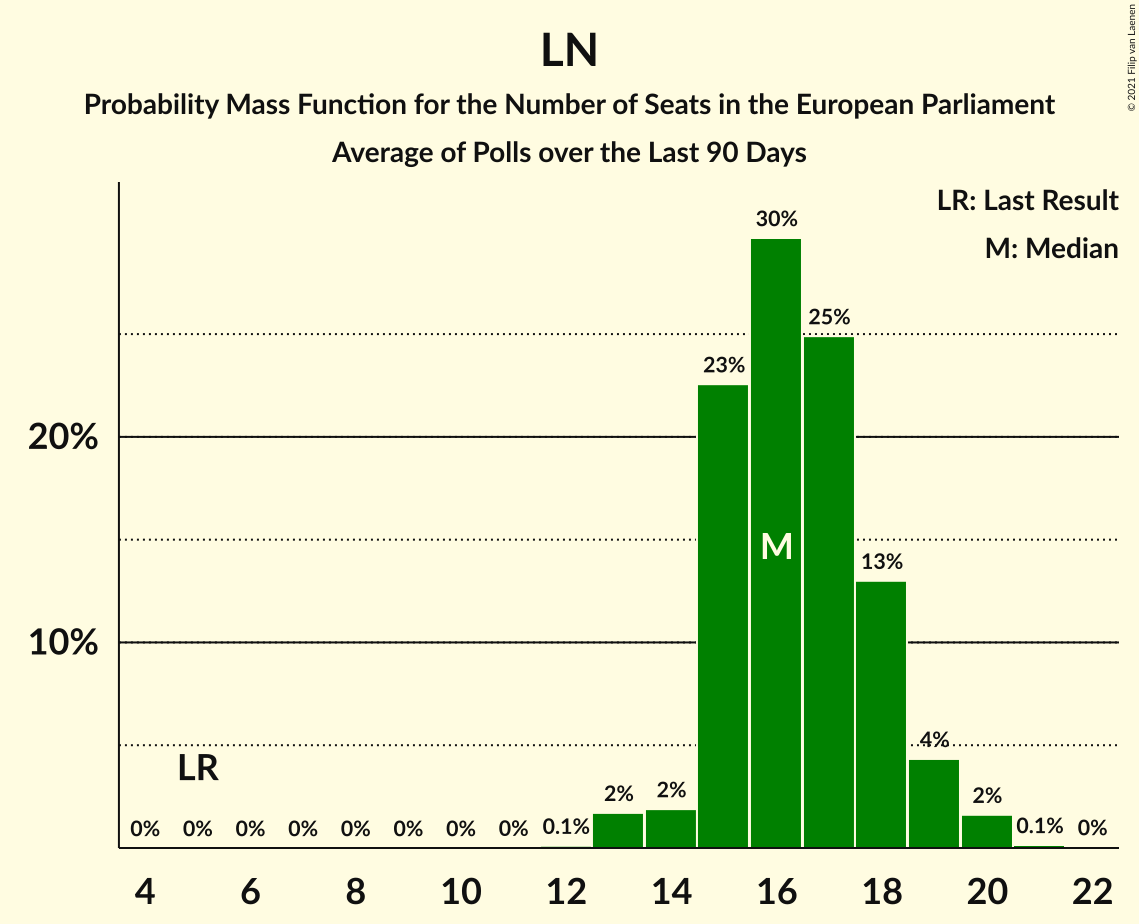 LN
Probability Mass Function for the Number of Seats in the European Parliament
Average of Polls over the Last 90 Days
© 2021 Filip van Laenen
LR: Last Result
M: Median
20%
10%
0% 0% 0% 0% 0% 0% 0% 0% 0.1% 2% 2% 23% 30% 25% 13% 4% 2% 0.1% 0%
LR
M
4 6 8 10 12 14 16 18 20 22